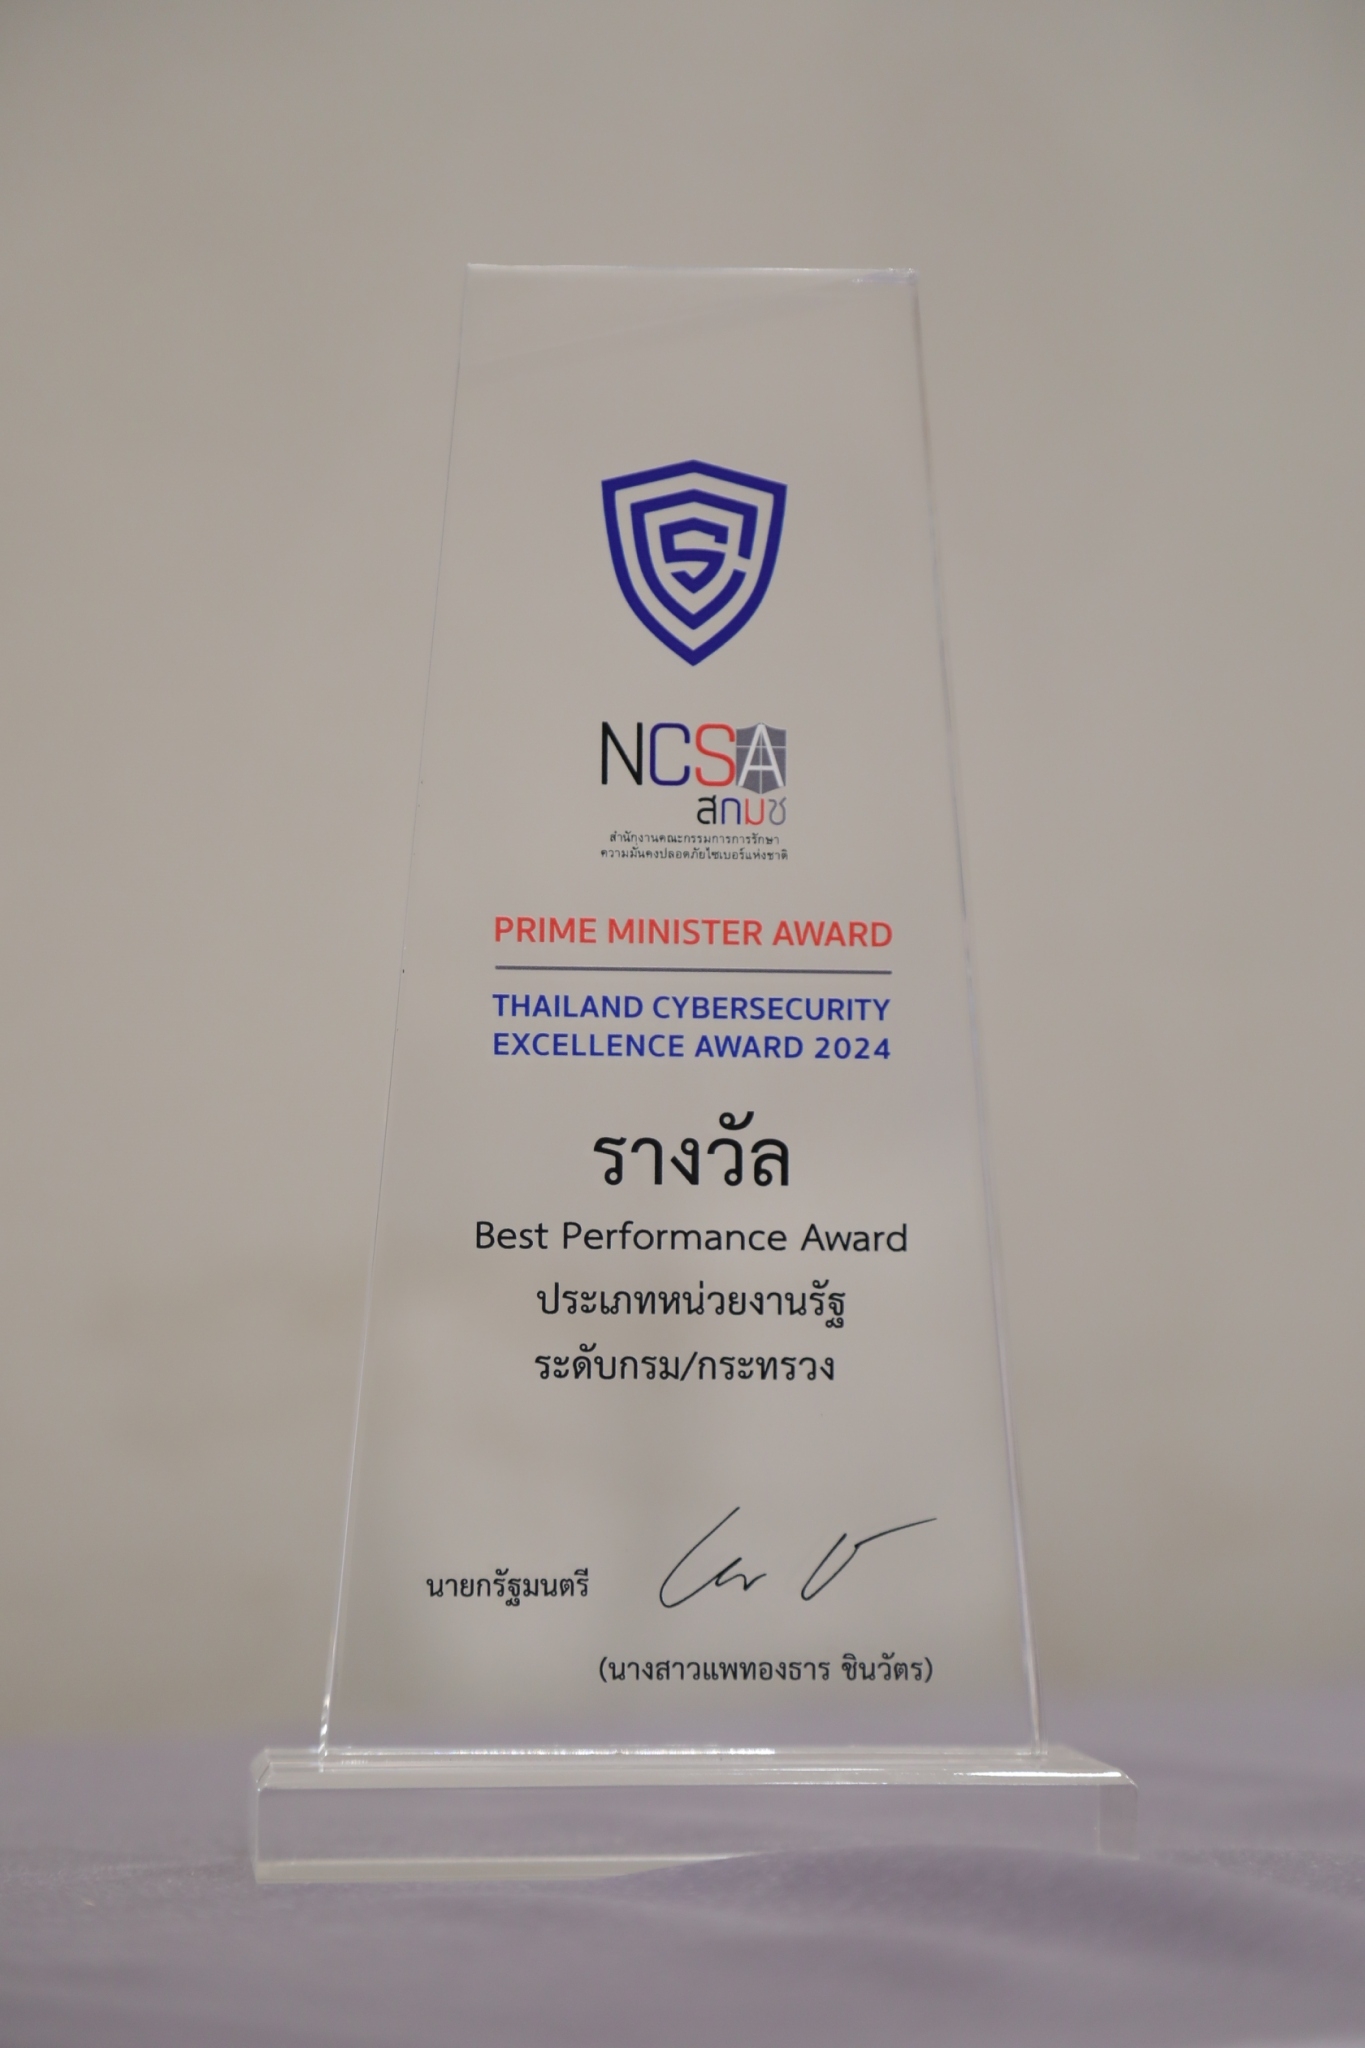 NCSA
สกมช
สำนักงานคณะกรรมการการรักษา
ความมั่นคงปลอดภัยไซเบอร์แห่งชาติ
PRIME MINISTER AWARD
THAILAND CYBERSECURITY
EXCELLENCE AWARD 2024
รางวัล
Best Performance Award
ประเภทหน่วยงานรัฐ
ระดับกรม/กระทรวง
นายกรัฐมนตรี
(นางสาวแพทองธาร ชินวัตร)